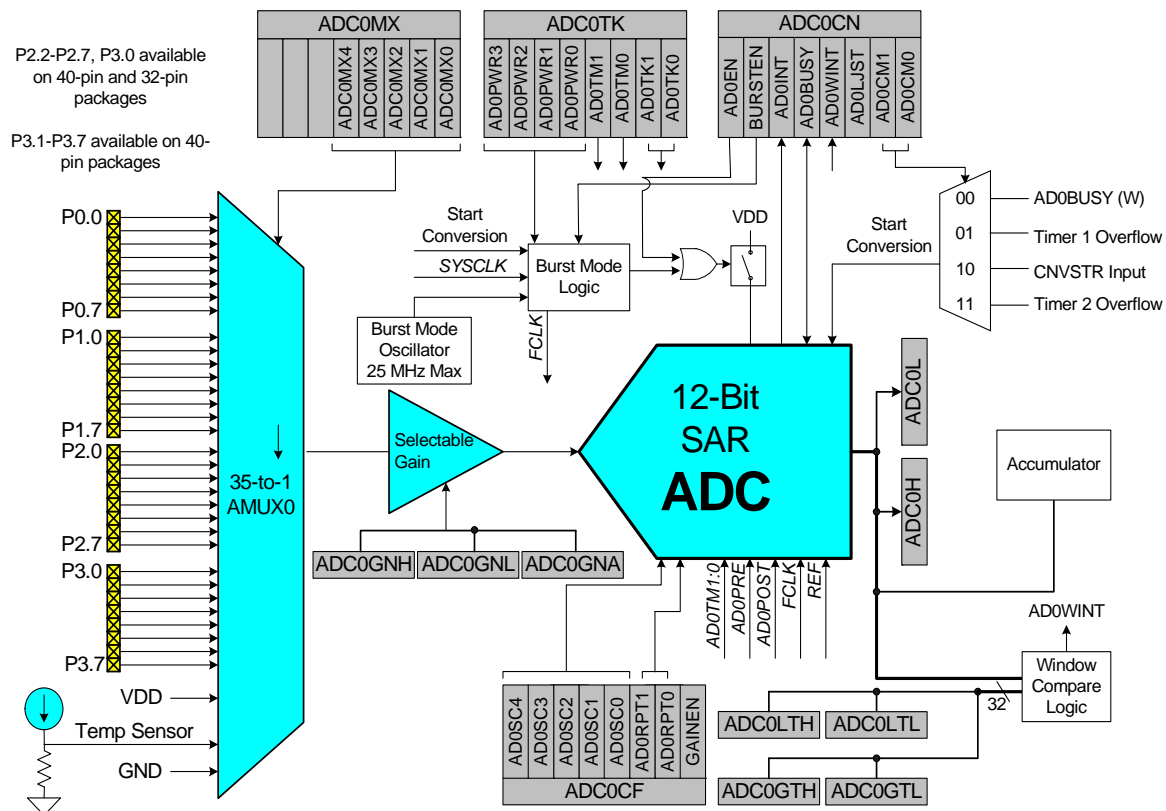 P2.2-P2.7, P3.0 available
on 40-pin and 32-pin
packages
P3.1-P3.7 available on 40-
pin packages
ADC0MX
ADC0MX4
ADC0MX3
ADC0MX2
ADC0MX1
ADC0MX0
ADC0TK
AD0PWR3
AD0PWR2
AD0PWR1
AD0PWR0
AD0TM1
AD0TM0
AD0TK1
AD0TK0
ADC0CN
AD0EN
BURSTEN
AD0INT
AD0BUSY
AD0WINT
AD0LJST
AD0CM1
AD0CM0
P0.0
P0.7
P1.0
P1.7
P2.0
P2.7
P3.0
P3.7
VDD
Temp Sensor
GND
35-to-1
AMUX0
Start
Conversion
SYSCLK
Burst Mode
Logic
Burst Mode
Oscillator
25 MHz Max
FCLK
VDD
Start
Conversion
00
01
10
11
AD0BUSY (W)
Timer 1 Overflow
CNVSTR Input
Timer 2 Overflow
Selectable
Gain
ADC0GNH
ADC0GNL
ADC0GNA
12-Bit
SAR
ADC
ADC0L
ADC0H
Accumulator
AD0TM1:0
AD0PRE
AD0POST
FCLK
REF
AD0WINT
Window
Compare
Logic
32
ADC0LTH
ADC0LTL
ADC0GTH
ADC0GTL
AD0SC4
AD0SC3
AD0SC2
AD0SC1
AD0SC0
AD0RPT1
AD0RPT0
GAINEN
ADC0CF